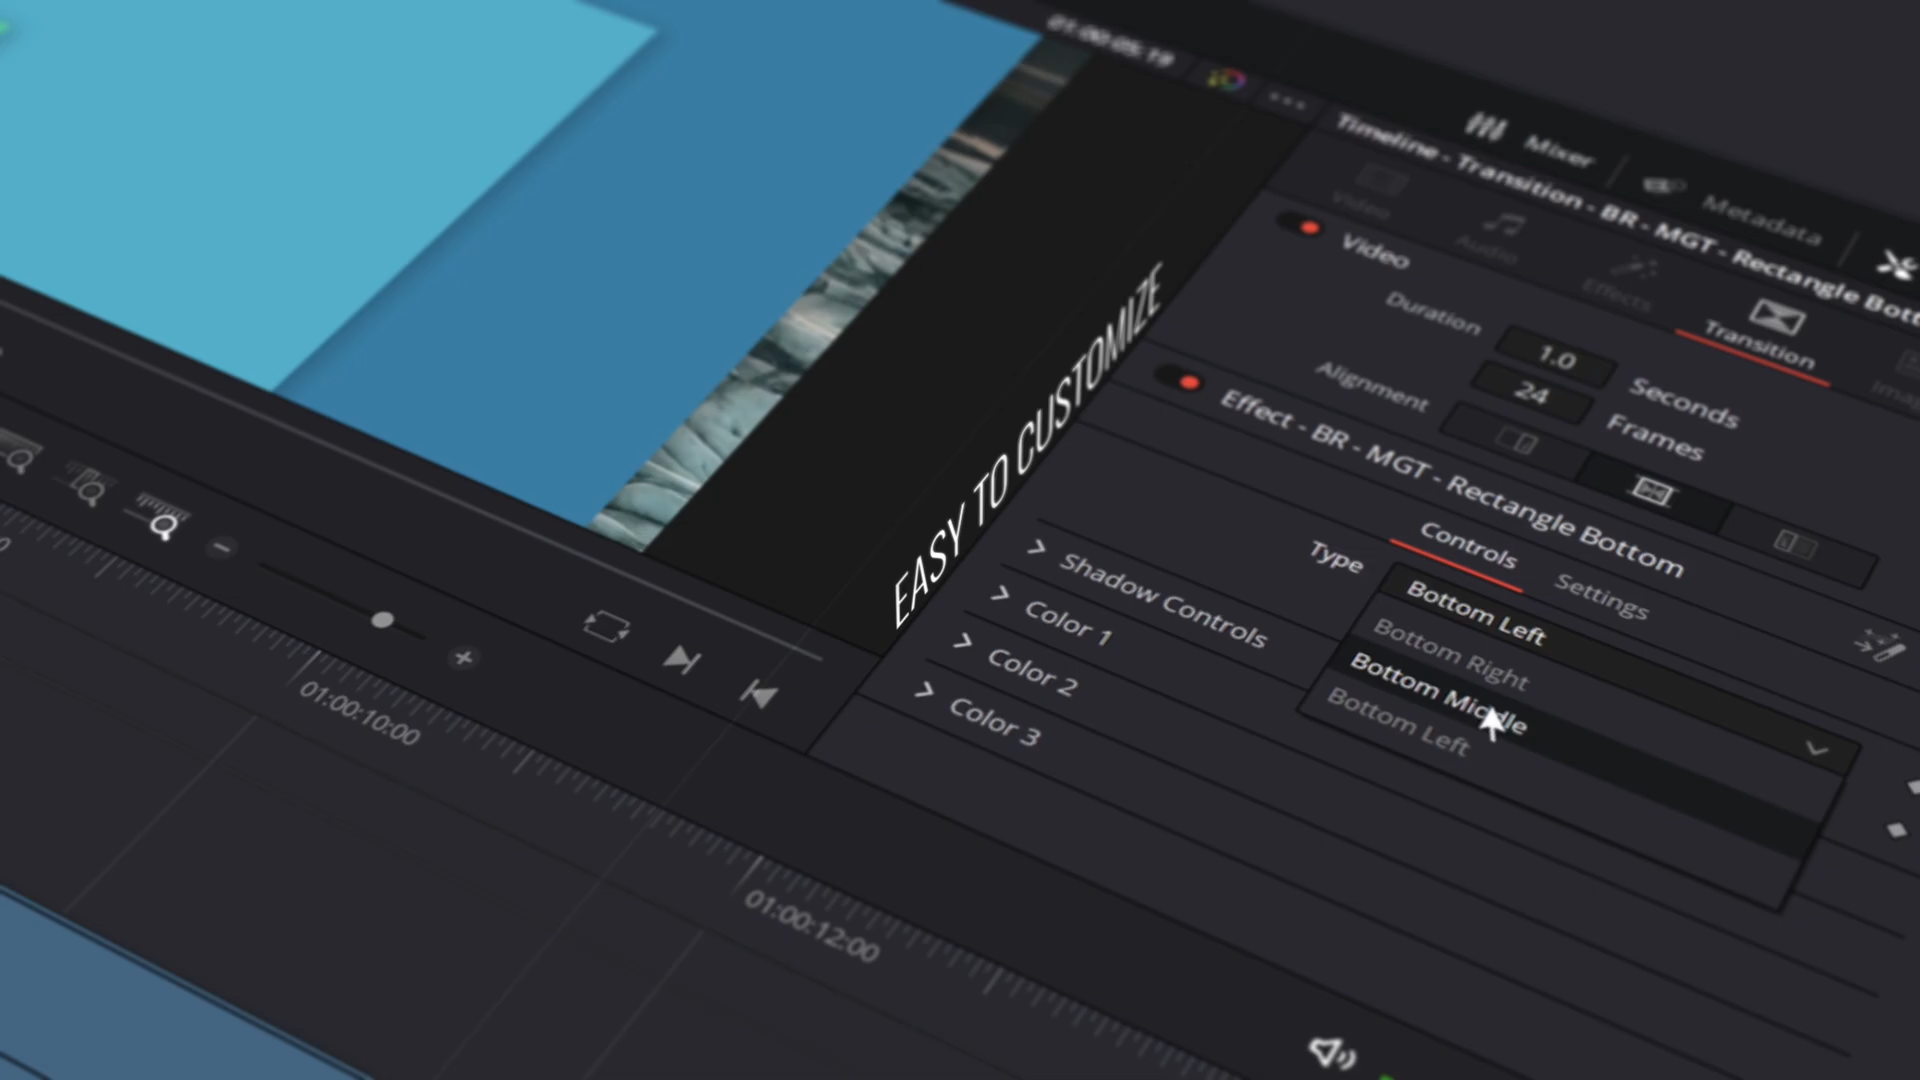 01:00:05:19
Mixer
Metadata
Timeline - Transition - BR - MGT - Rectangle Bott
Video
Audio
Effects
Transition
Imag
Video
Duration
1.0
Seconds
24
Frames
Alignment
Effect - BR - MGT - Rectangle Bottom
Controls
Settings
Type
Bottom Left
Bottom Right
Bottom Middle
Bottom Left
Shadow Controls
Color 1
Color 2
Color 3
EASY TO CUSTOMIZE
01:00:10:00
01:00:12:00